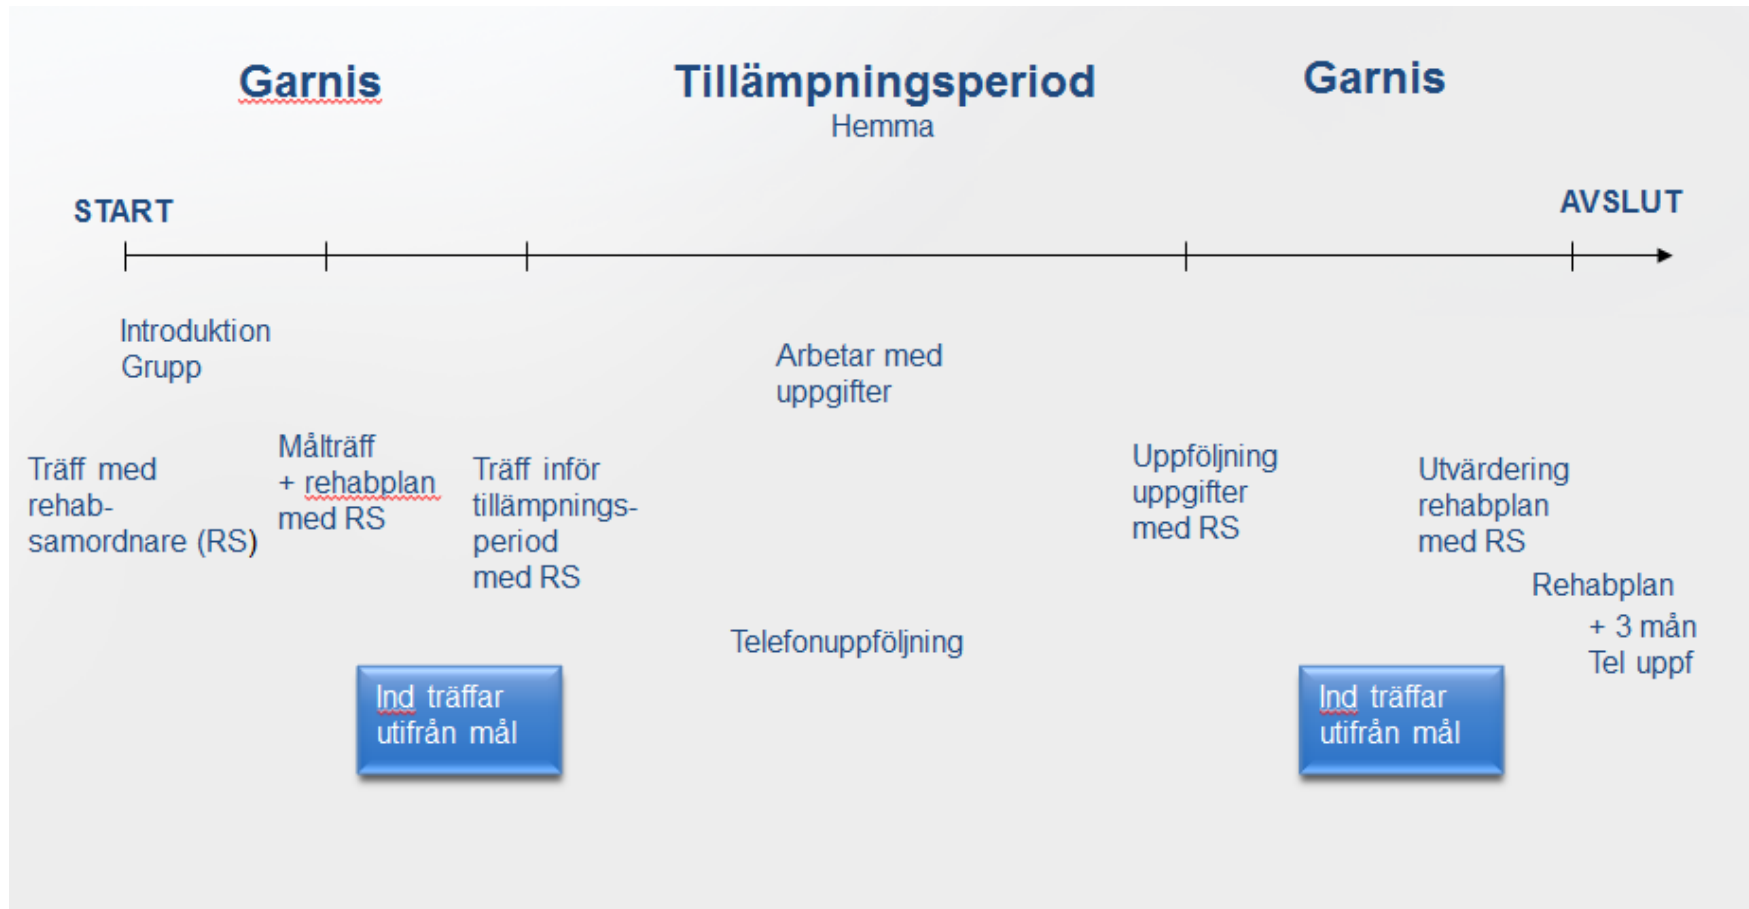 Garnis
Tillämpningsperiod
Hemma
Garnis
START
AVSLUT
Introduktion
Grupp
Arbetar med
uppgifter
Träff med
rehab-
samordnare (RS)
Målträff
+ rehabplan
med RS
Träff inför
tillämpnings-
period
med RS
Uppföljning
uppgifter
med RS
Utvärdering
rehabplan
med RS
Rehabplan
+ 3 mån
Tel uppf
Telefonuppföljning
Ind träffar
utifrån mål
Ind träffar
utifrån mål